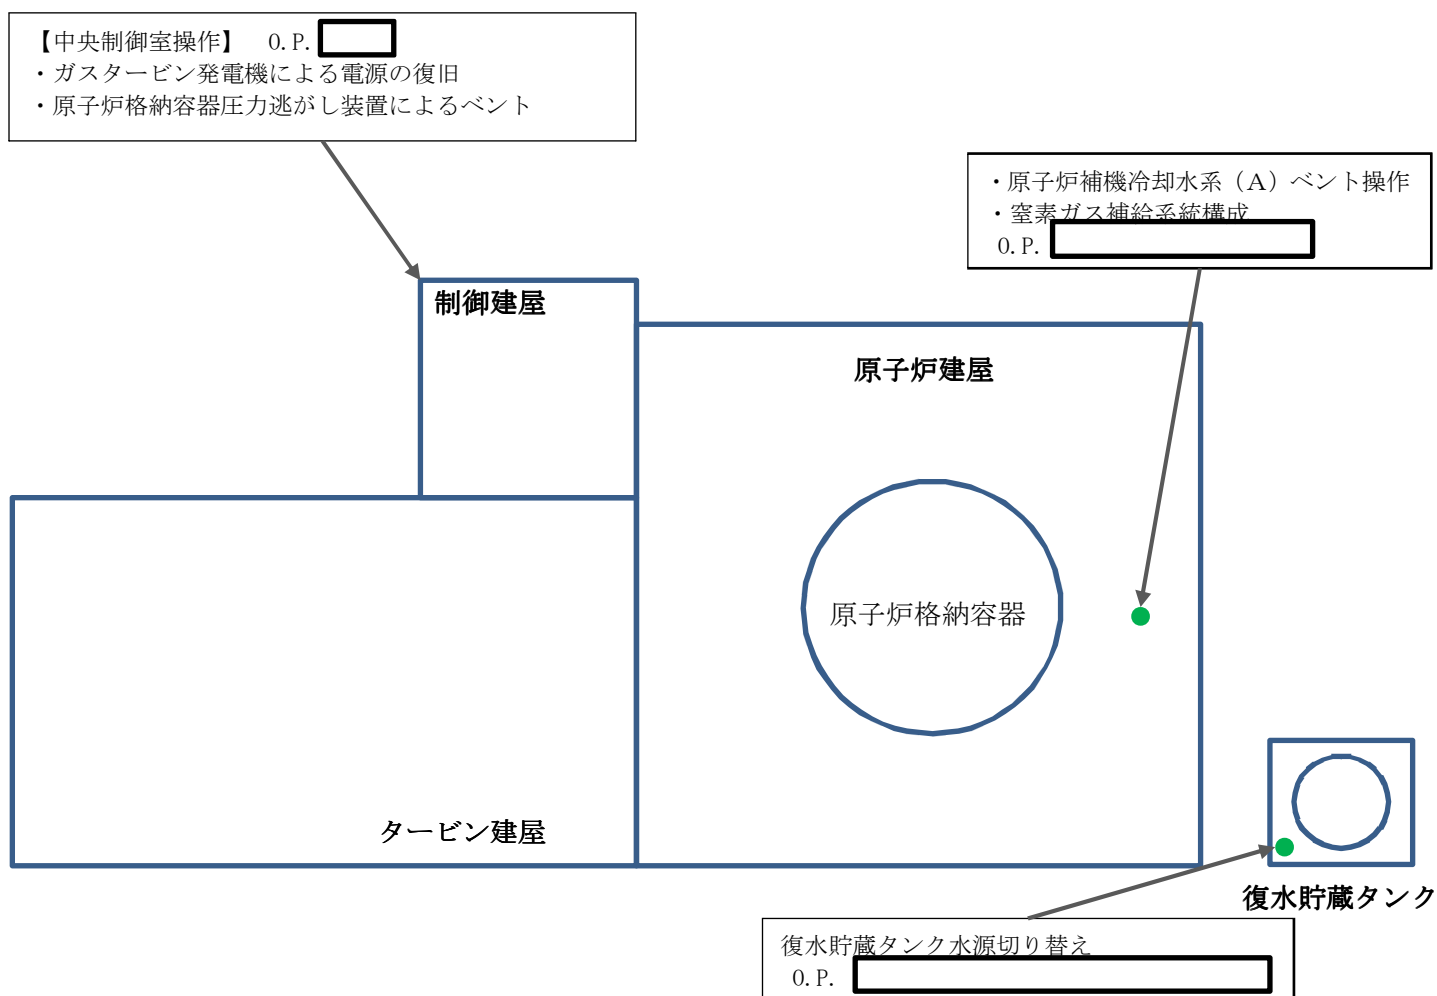 【中央制御室操作】 O.P.
・ガスタービン発電機による電源の復旧
・原子炉格納容器圧力逃がし装置によるベント
・原子炉補機冷却水系（A）ベント操作
・窒素ガス補給系統構成
O.P.
制御建屋
原子炉建屋
原子炉格納容器
タービン建屋
復水貯蔵タンク
復水貯蔵タンク水源切り替え
O.P.